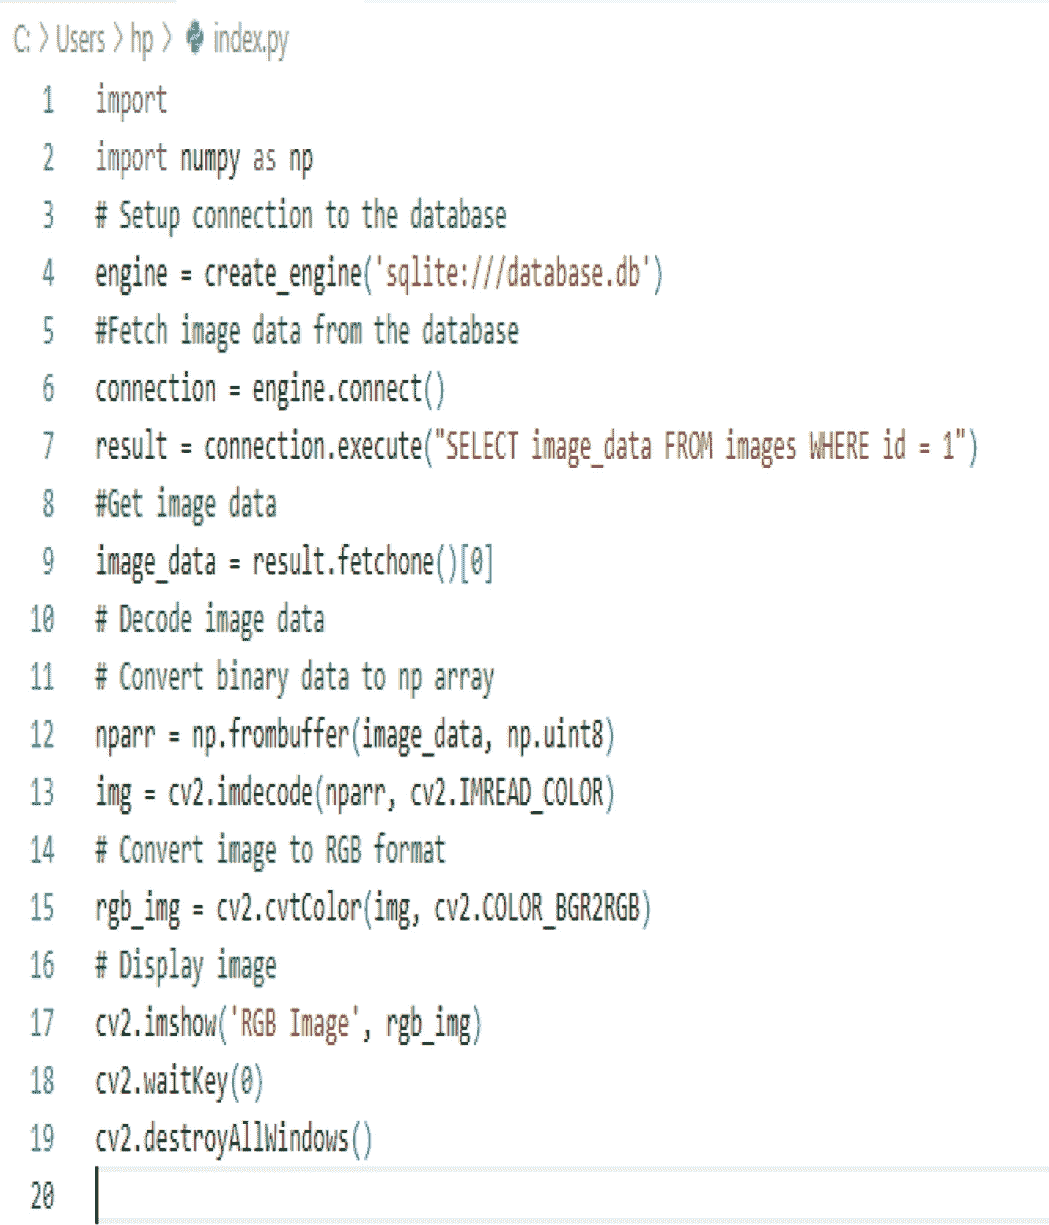 C: > Users > hp > index.py
1 import
2 import numpy as np
3 # Setup connection to the database
4 engine = create_engine('sqlite:///database.db')
5 #Fetch image data from the database
6 connection = engine.connect()
7 result = connection.execute("SELECT image_data FROM images WHERE id = 1")
8 #Get image data
9 image_data = result.fetchone()[0]
10 # Decode image data
11 # Convert binary data to np array
12 nparr = np.frombuffer(image_data, np.uint8)
13 img = cv2.imdecode(nparr, cv2.IMREAD_COLOR)
14 # Convert image to RGB format
15 rgb_img = cv2.cvtColor(img, cv2.COLOR_BGR2RGB)
16 # Display image
17 cv2.imshow('RGB Image', rgb_img)
18 cv2.waitKey(0)
19 cv2.destroyAllWindows()
20